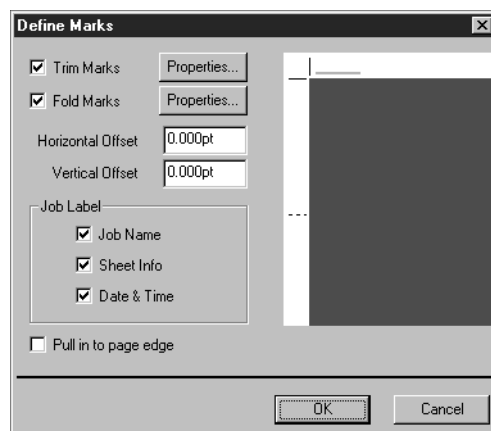 Define Marks
Trim Marks Properties...
Fold Marks Properties...
Horizontal Offset 0.000pt
Vertical Offset 0.000pt
Job Label
Job Name
Sheet Info
Date & Time
Pull in to page edge
OK Cancel